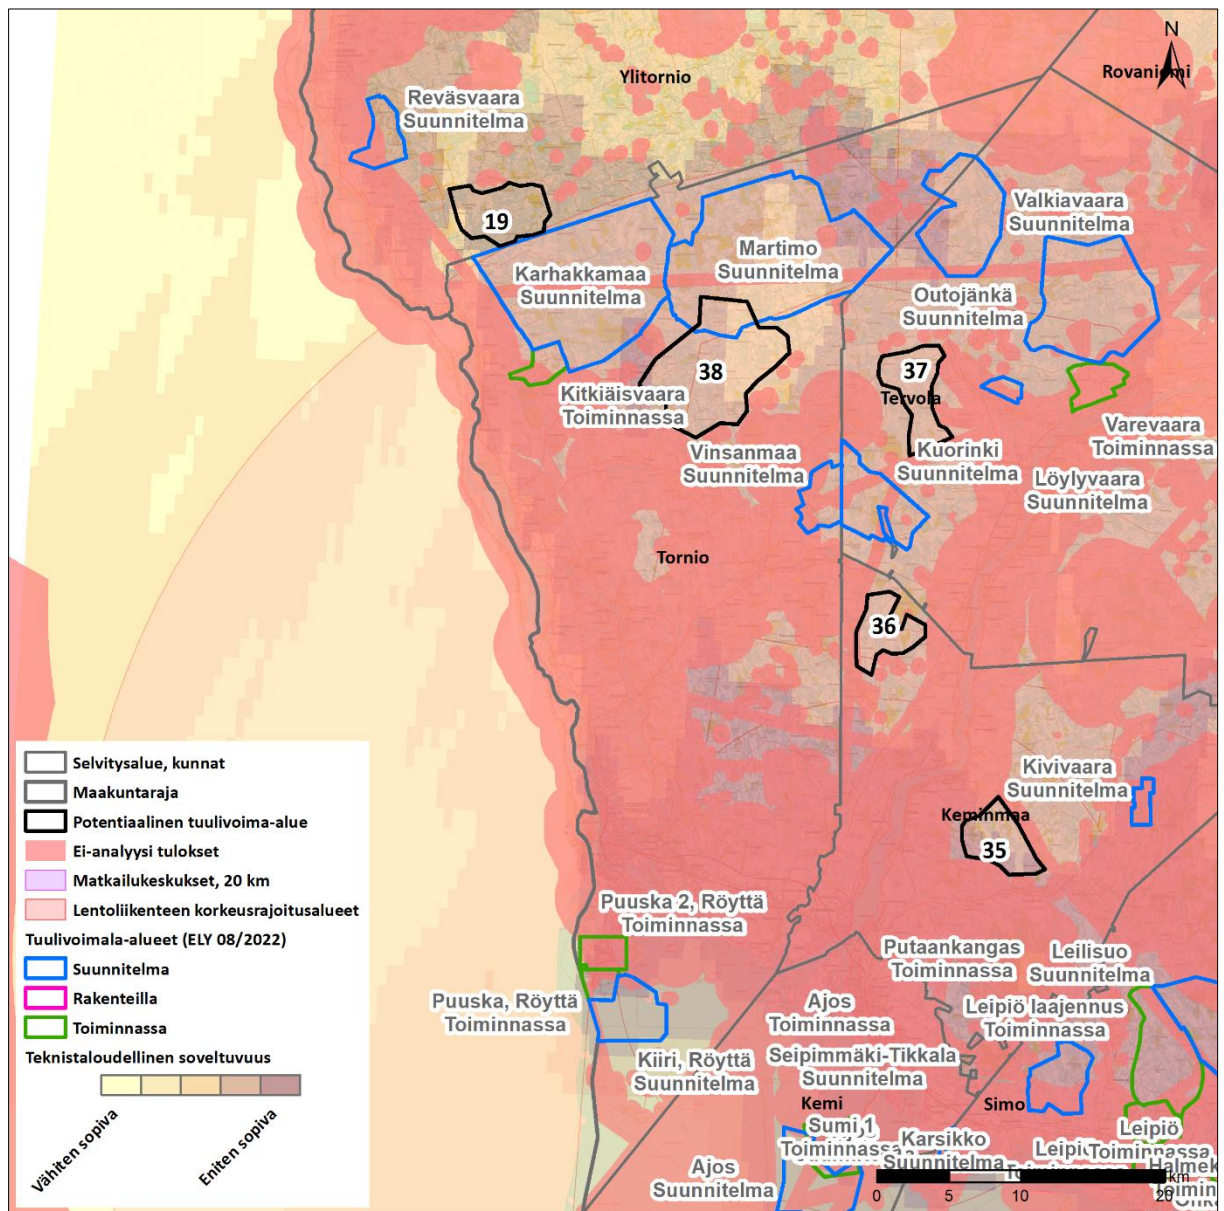 N
Ylitornio
Rovaniemi
Reväsvaara
Suunnitelma
19
Valkiavaara
Suunnitelma
Martimo
Suunnitelma
Karhakkamaa
Suunnitelma
Outojänkä
Suunnitelma
38
37
Tervola
Kitkiäisvaara
Toiminnassa
Varevaara
Toiminnassa
Vinsanmaa
Suunnitelma
Kuorinki
Suunnitelma
Löylyvaara
Suunnitelma
Tornio
36
Kivivaara
Suunnitelma
Keminmaa
35
Puuska 2, Röyttä
Toiminnassa
Putaankangas
Toiminnassa
Leilisuo
Suunnitelma
Puuska, Röyttä
Toiminnassa
Ajos
Toiminnassa
Leipiö laajennus
Toiminnassa
Kiiri, Röyttä
Suunnitelma
Seipimmäki-Tikkala
Suunnitelma
Kemi
Simo
Sumi 1
Toiminnassa
Karsikko
Suunnitelma
Leipiö
Toiminnassa
Ajos
Suunnitelma
km
0 5 10 20
Selvitysalue, kunnat
Maakuntaraja
Potentiaalinen tuulivoima-alue
Ei-analyysi tulokset
Matkailukeskukset, 20 km
Lentoliikenteen korkeusrajoitusalueet
Tuulivoimala-alueet (ELY 08/2022)
Suunnitelma
Rakenteilla
Toiminnassa
Teknistaloudellinen soveltuvuus
Vähiten sopiva
Eniten sopiva